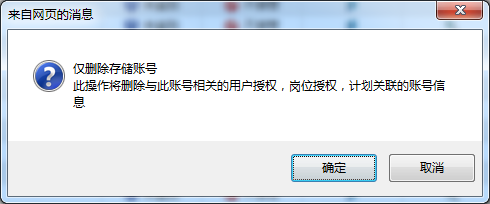 来自网页的消息
仅删除存储账号
此操作将删除与此账号相关的用户授权，岗位授权，计划关联的账号信
息
确定
取消